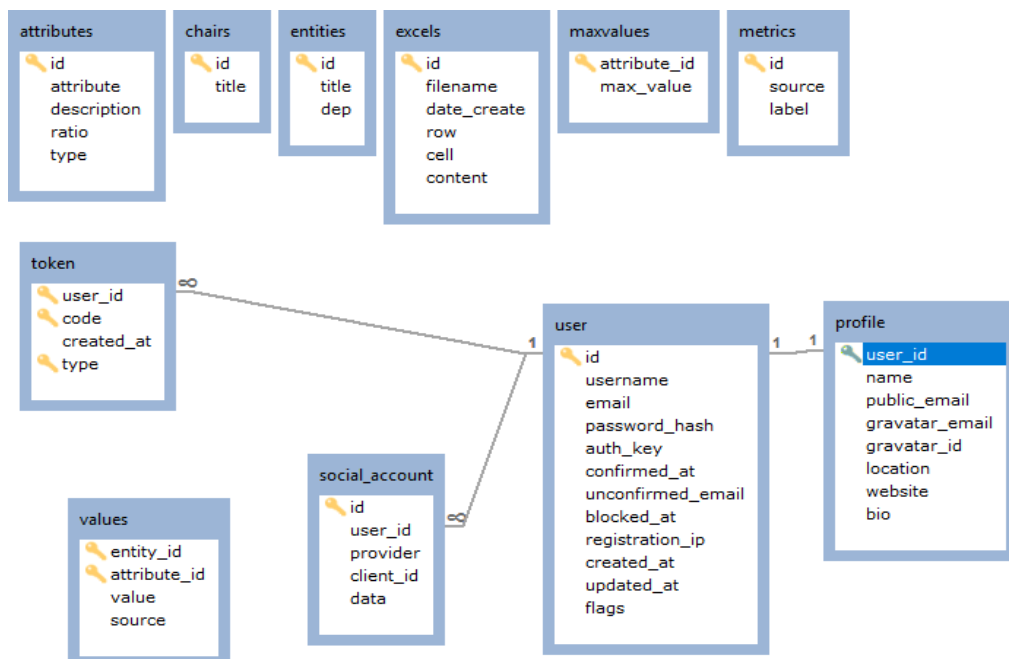 attributes
id
attribute
description
ratio
type
chairs
id
title
entities
id
title
dep
excels
id
filename
date_create
row
cell
content
maxvalues
attribute_id
max_value
metrics
id
source
label
token
user_id
code
created_at
type
∞
1
user
id
username
email
password_hash
auth_key
confirmed_at
unconfirmed_email
blocked_at
registration_ip
created_at
updated_at
flags
1
1
profile
user_id
name
public_email
gravatar_email
gravatar_id
location
website
bio
social_account
id
user_id
provider
client_id
data
∞
values
entity_id
attribute_id
value
source